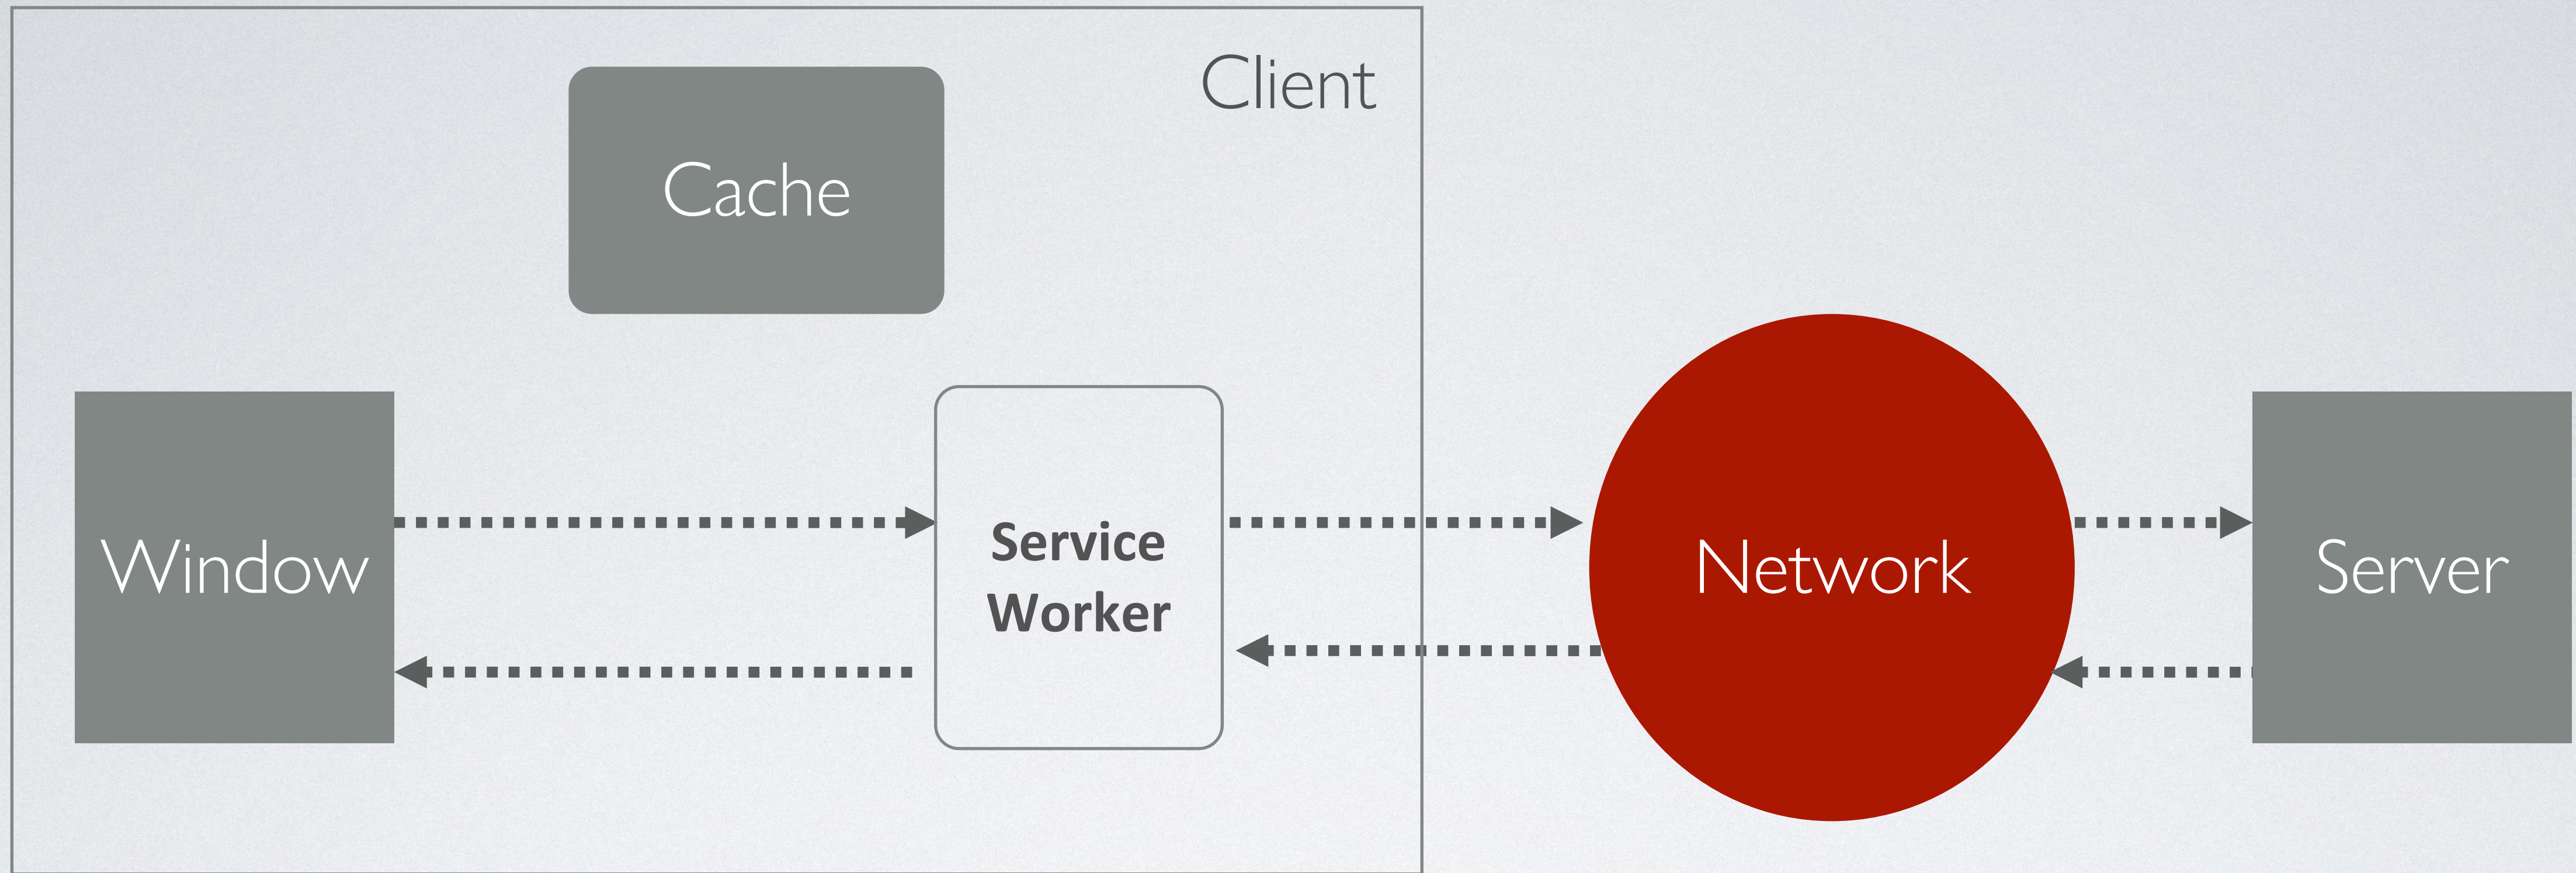 Client
Cache
Window
Service
Worker
Network
Server